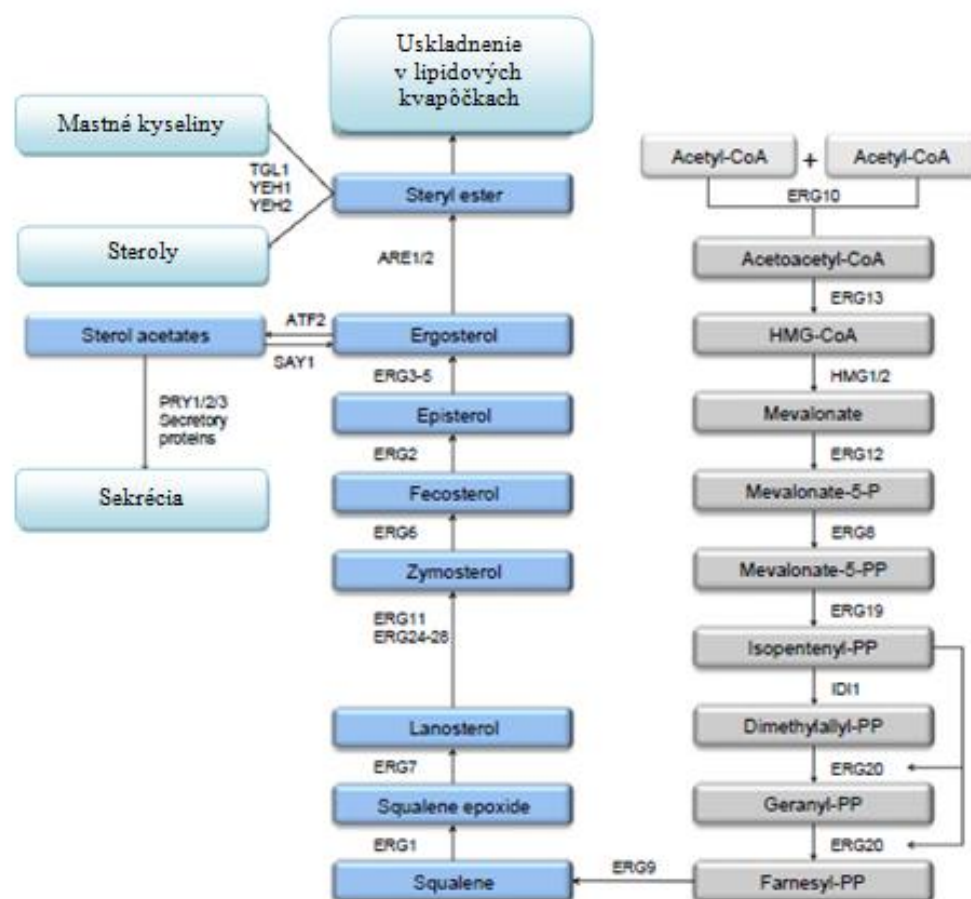 Uskladnenie
v lipidových
kvapôčkach
Mastné kyseliny
TGL1
YEH1
YEH2
Steryl ester
Steroly
ARE1/2
Sterol acetates
ATF2
SAY1
Ergosterol
ERG3-5
PRY1/2/3
Secretory
proteins
Episterol
ERG2
Sekrécia
Fecosterol
ERG6
Zymosterol
ERG11
ERG24-28
Lanosterol
ERG7
Squalene epoxide
ERG1
Squalene
ERG9
Acetyl-CoA + Acetyl-CoA
ERG10
Acetoacetyl-CoA
ERG13
HMG-CoA
HMG1/2
Mevalonate
ERG12
Mevalonate-5-P
ERG8
Mevalonate-5-PP
ERG19
Isopentenyl-PP
IDI1
Dimethylallyl-PP
ERG20
Geranyl-PP
ERG20
Farnesyl-PP